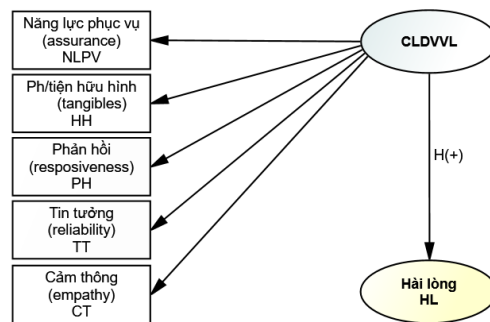 Năng lực phục vụ
(assurance)
NLPV
Ph/tiện hữu hình
(tangibles)
HH
Phản hồi
(resposiveness)
PH
Tin tưởng
(reliability)
TT
Cảm thông
(empathy)
CT
CLDVVL
H(+)
Hài lòng
HL